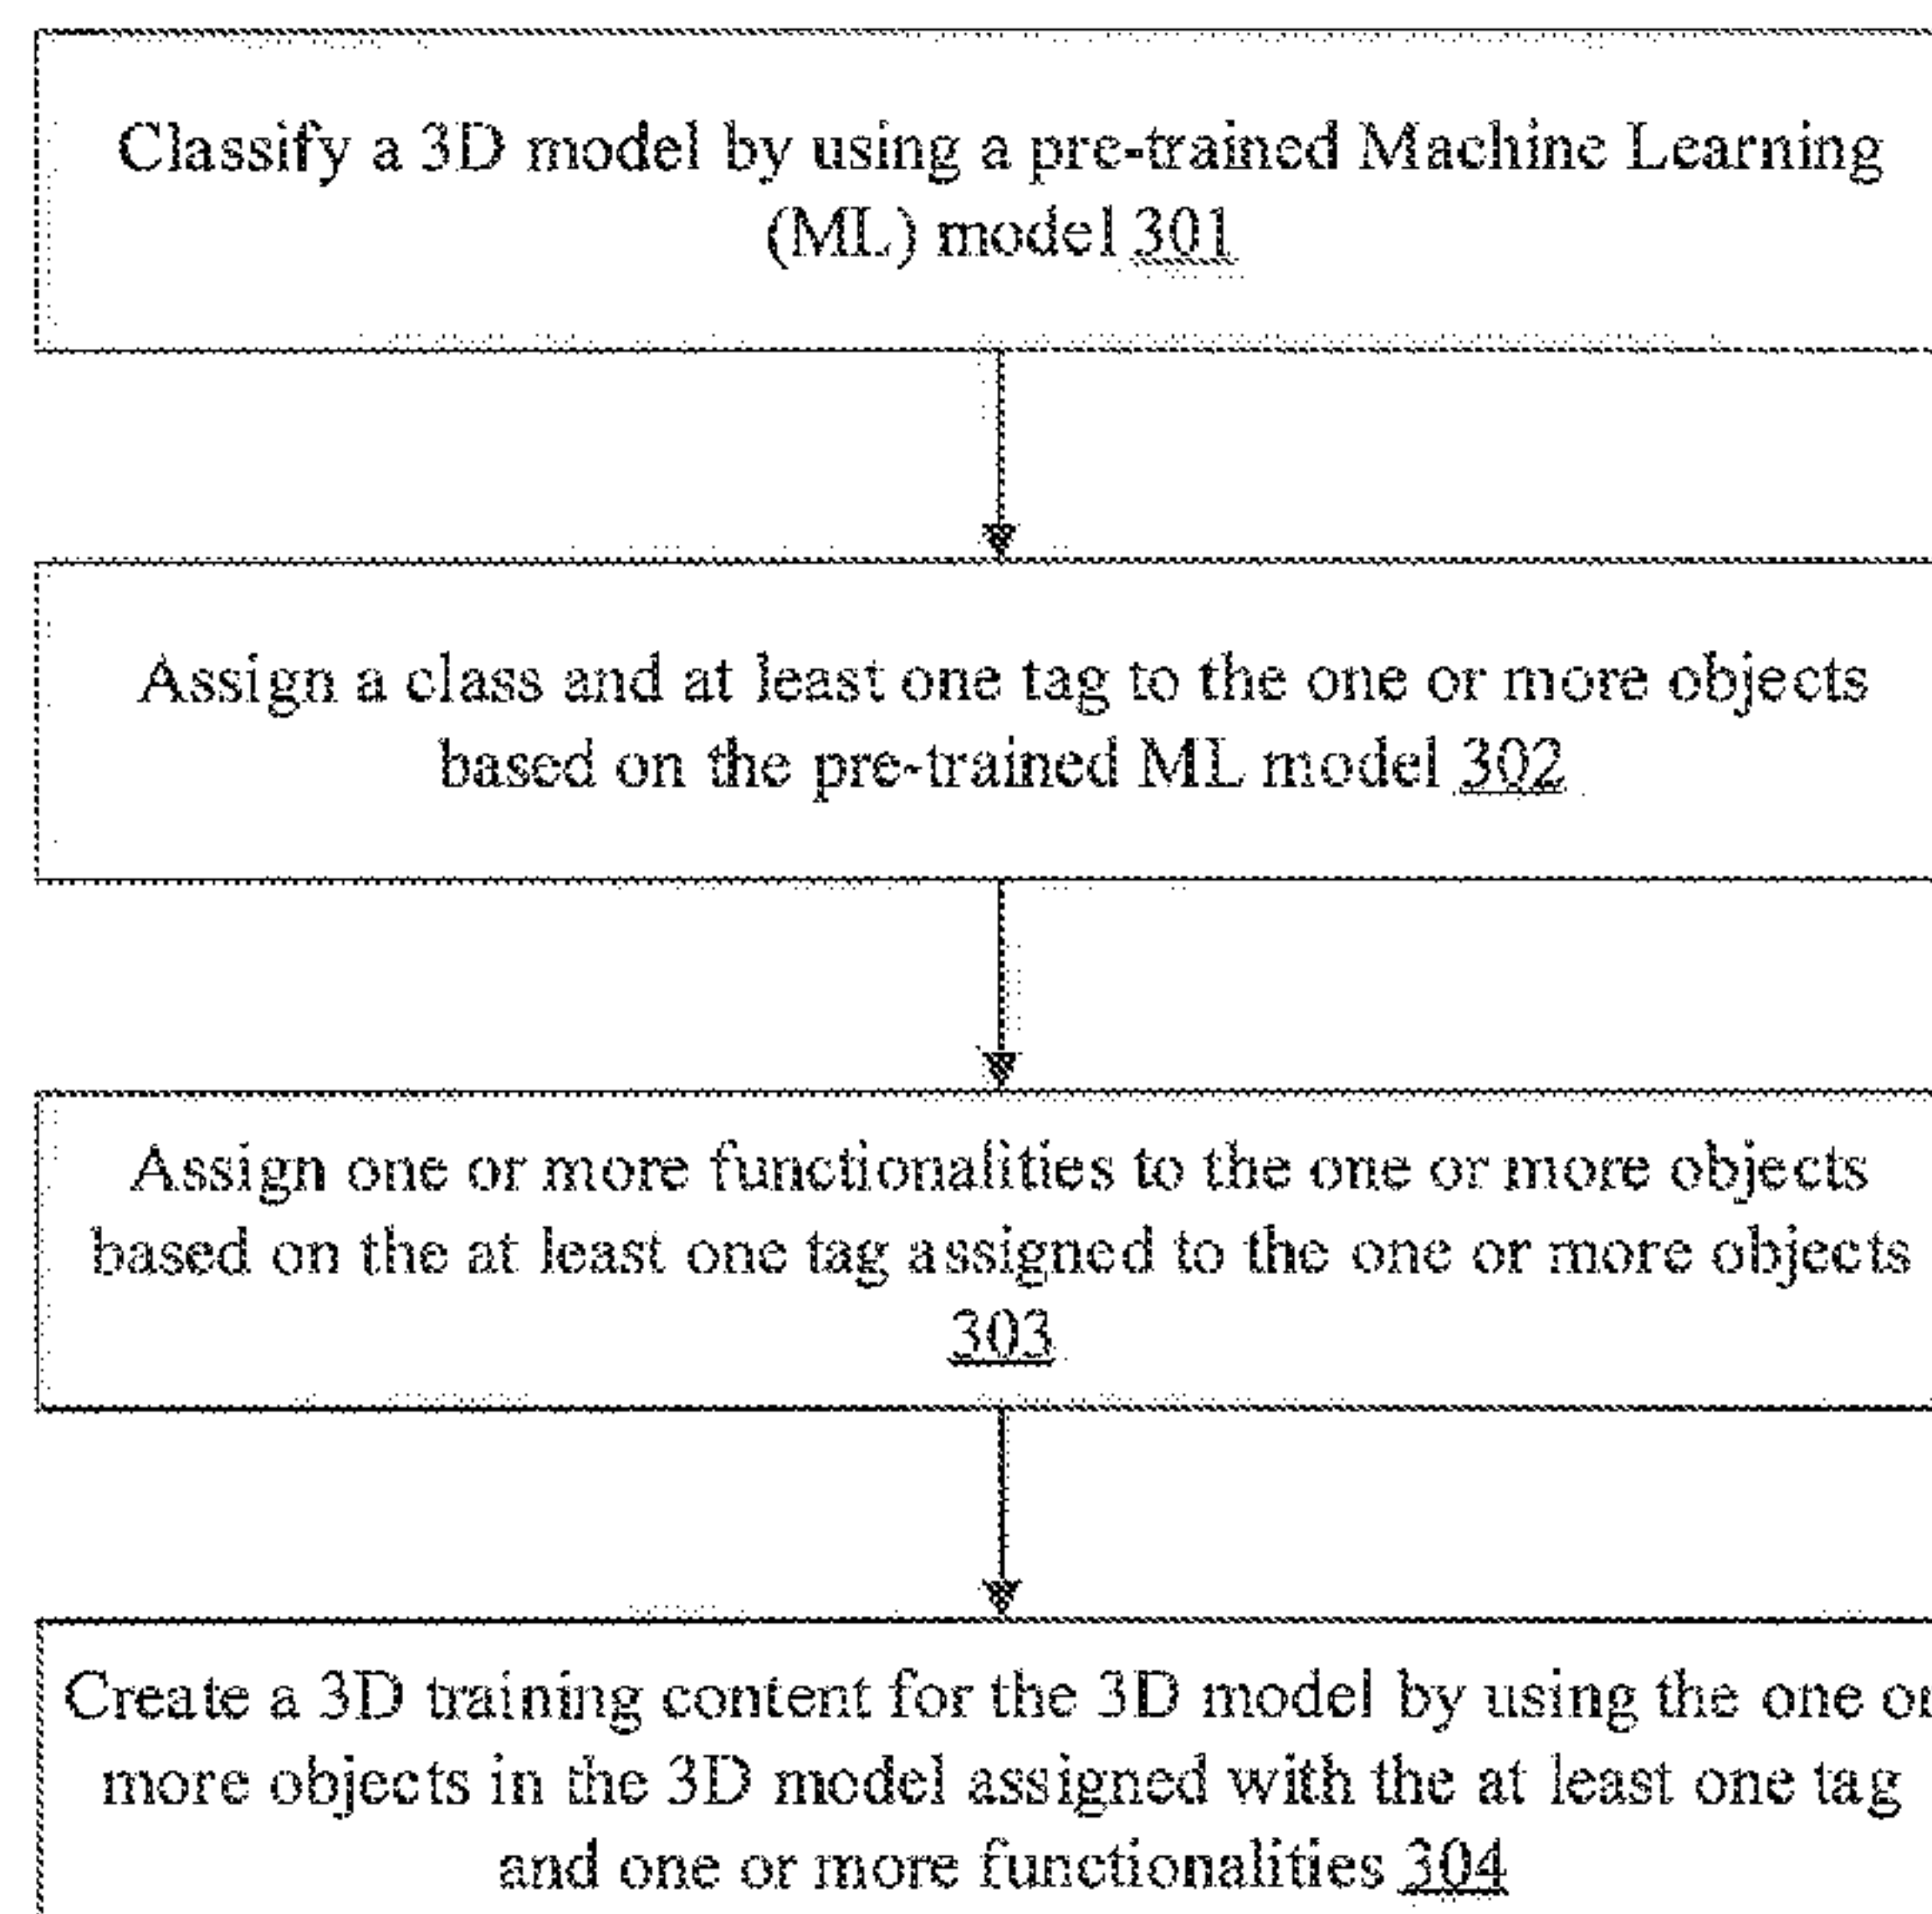 Classify a 3D model by using a pre-trained Machine Learning
(ML) model 301
Assign a class and at least one tag to the one or more objects
based on the pre-trained ML model 302
Assign one or more functionalities to the one or more objects
based on the at least one tag assigned to the one or more objects
303
Create a 3D training content for the 3D model by using the one or
more objects in the 3D model assigned with the at least one tag
and one or more functionalities 304